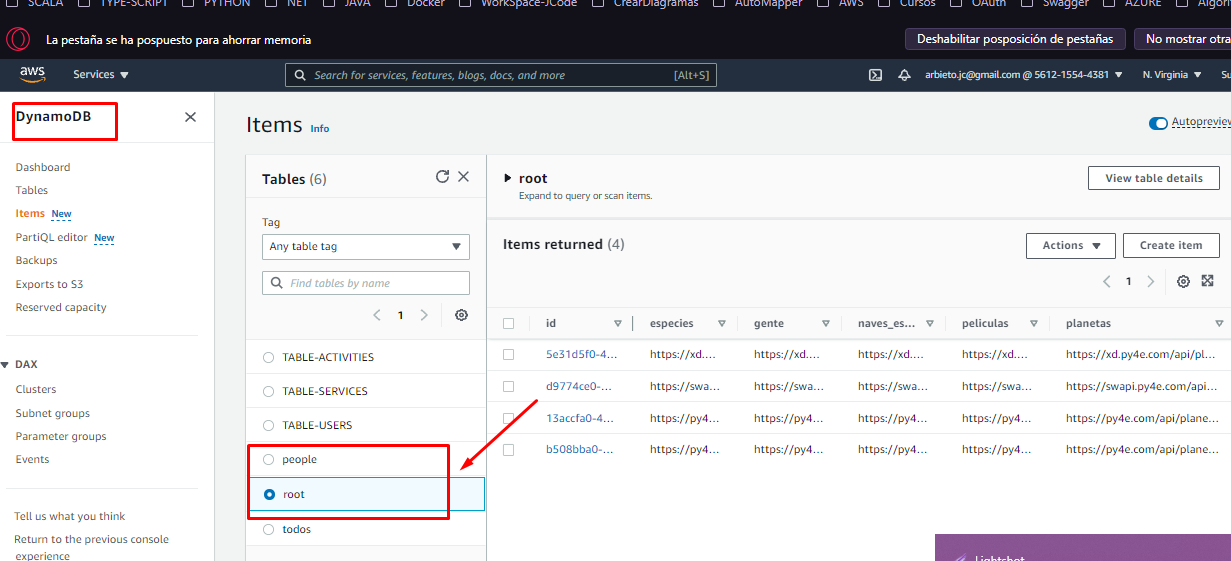 SCALA TYPE-SCRIPT PYTHON NET JAVA Docker WorkSpace-JCode CrearDiagramas AutoMapper AWS Cursos OAuth Swagger AZURE
La pestaña se ha pospuesto para ahorrar memoria Deshabilitar posposición de pestañas No mostrar otra
aws Services Search for services, features, blogs, docs, and more [Alt+S] arbieto.jc@gmail.com @ 5612-1554-4381 N. Virginia
DynamoDB
Dashboard
Tables
Items New
PartiQL editor New
Backups
Exports to S3
Reserved capacity
DAX
Clusters
Subnet groups
Parameter groups
Events
Tell us what you think
Return to the previous console
experience
Items Info
Autopreview
Tables (6)
Tag
Any table tag
Find tables by name
1
TABLE-ACTIVITIES
TABLE-SERVICES
TABLE-USERS
people
root
todos
root
Expand to query or scan items.
View table details
Items returned (4)
Actions
Create item
1
id especies gente naves_es... peliculas planetas
5e31d5f0-4... https://xd.... https://xd.... https://xd.... https://xd.... https://xd.py4e.com/api/pl...
d9774ce0-... https://swa... https://swa... https://swa... https://swa... https://swapi.py4e.com/api...
13accfa0-4... https://py4... https://py4... https://py4... https://py4... https://py4e.com/api/plane...
b508bba0-... https://py4... https://py4... https://py4... https://py4... https://py4e.com/api/plane...
Lightshot